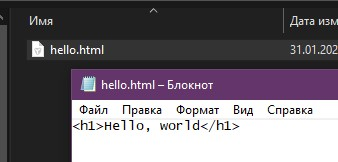 Имя
Дата изм
hello.html
31.01.202
hello.html – Блокнот
Файл Правка Формат Вид Справка
<h1>Hello, world</h1>